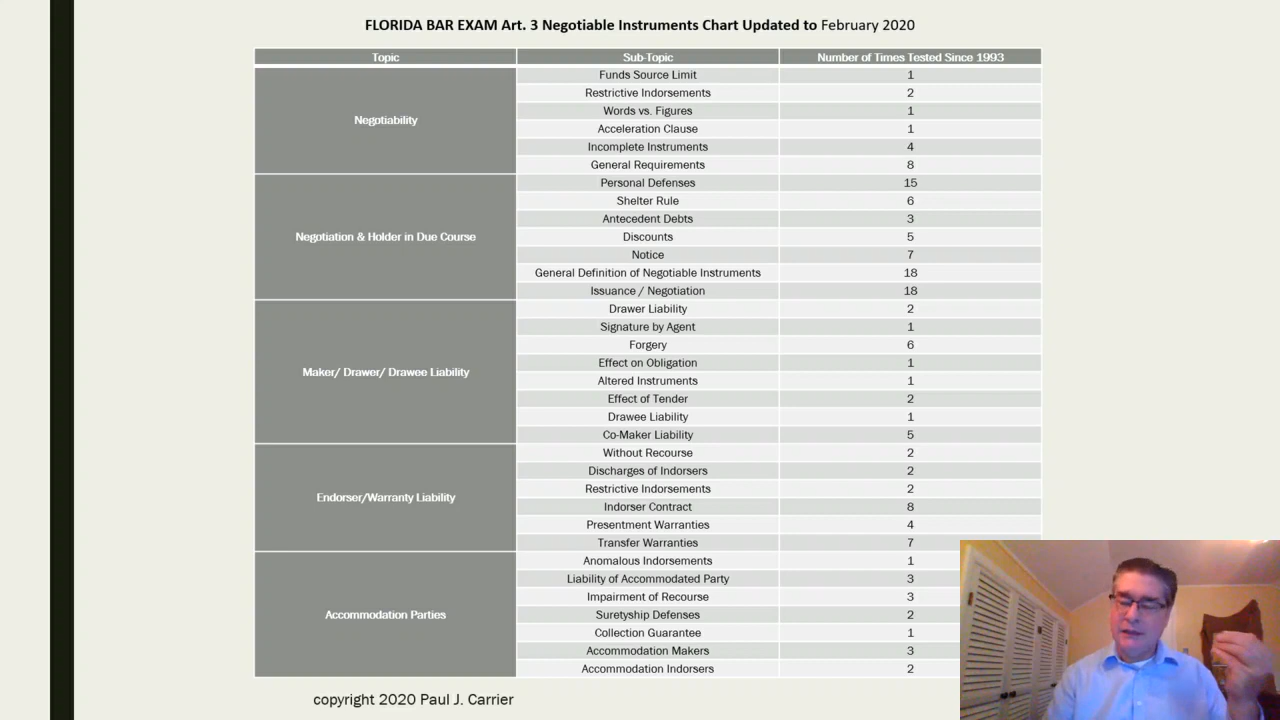 FLORIDA BAR EXAM Art. 3 Negotiable Instruments Chart Updated to February 2020
Topic Sub-Topic Number of Times Tested Since 1993
Negotiability
Funds Source Limit 1
Restrictive Indorsements 2
Words vs. Figures 1
Acceleration Clause 1
Incomplete Instruments 4
General Requirements 8
Negotiation & Holder in Due Course
Personal Defenses 15
Shelter Rule 6
Antecedent Debts 3
Discounts 5
Notice 7
General Definition of Negotiable Instruments 18
Issuance / Negotiation 18
Maker/ Drawer/ Drawee Liability
Drawer Liability 2
Signature by Agent 1
Forgery 6
Effect on Obligation 1
Altered Instruments 1
Effect of Tender 2
Drawee Liability 1
Co-Maker Liability 5
Endorser/Warranty Liability
Without Recourse 2
Discharges of Indorsers 2
Restrictive Indorsements 2
Indorser Contract 8
Presentment Warranties 4
Transfer Warranties 7
Accommodation Parties
Anomalous Indorsements 1
Liability of Accommodated Party 3
Impairment of Recourse 3
Suretyship Defenses 2
Collection Guarantee 1
Accommodation Makers 3
Accommodation Indorsers 2
copyright 2020 Paul J. Carrier